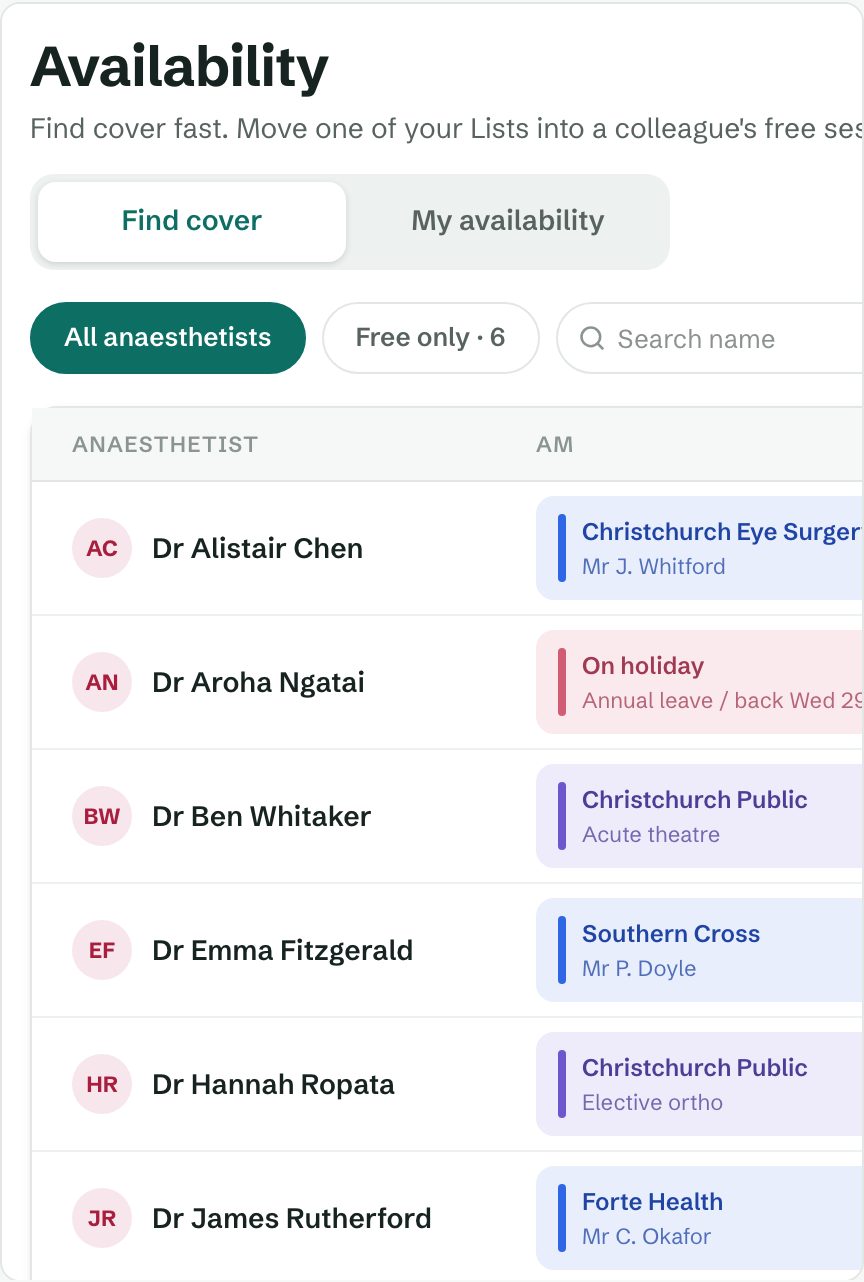 Availability
Find cover fast. Move one of your Lists into a colleague's free
Find cover
My availability
All anaesthetists
Free only · 6
Search name
ANAESTHETIST
AM
AC
Dr Alistair Chen
Christchurch Eye
Mr J. Whitford
AN
Dr Aroha Ngatai
On holiday
Annual leave / back Wed 29
BW
Dr Ben Whitaker
Christchurch Public
Acute theatre
EF
Dr Emma Fitzgerald
Southern Cross
Mr P. Doyle
HR
Dr Hannah Ropata
Christchurch Public
Elective ortho
JR
Dr James Rutherford
Forte Health
Mr C. Okafor